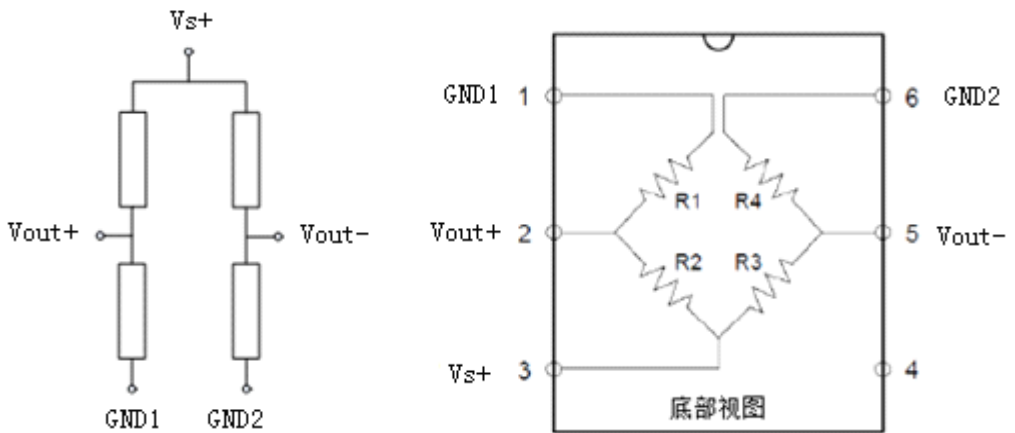 Vs+
Vout+
Vout-
GND1
GND2
GND1 1
6 GND2
R1 R4
Vout+ 2
5 Vout-
R2 R3
Vs+ 3
4
底部视图